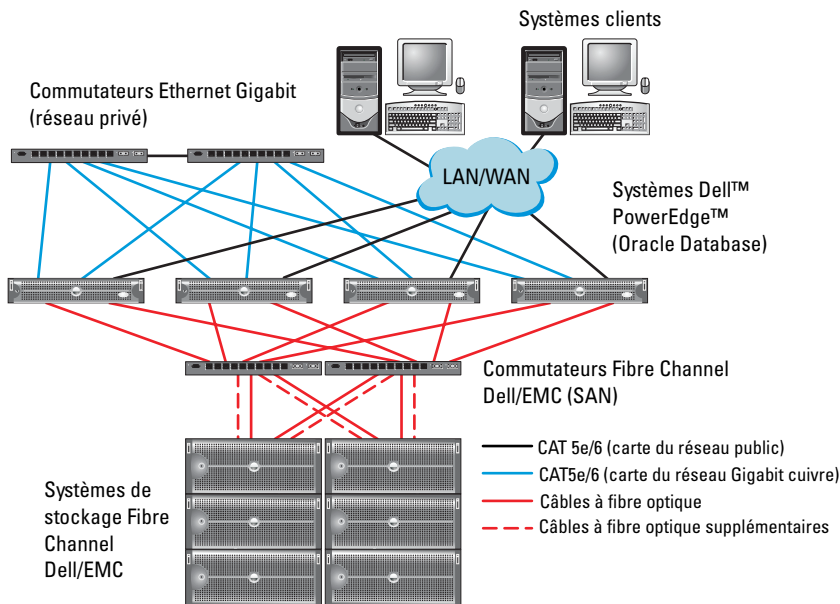 Systèmes clients
Commutateurs Ethernet Gigabit
(réseau privé)
LAN/WAN
Systèmes Dell™
PowerEdge™
(Oracle Database)
Commutateurs Fibre Channel
Dell/EMC (SAN)
CAT 5e/6 (carte du réseau public)
CAT5e/6 (carte du réseau Gigabit cuivre)
Câbles à fibre optique
Câbles à fibre optique supplémentaires
Systèmes de
stockage Fibre
Channel
Dell/EMC